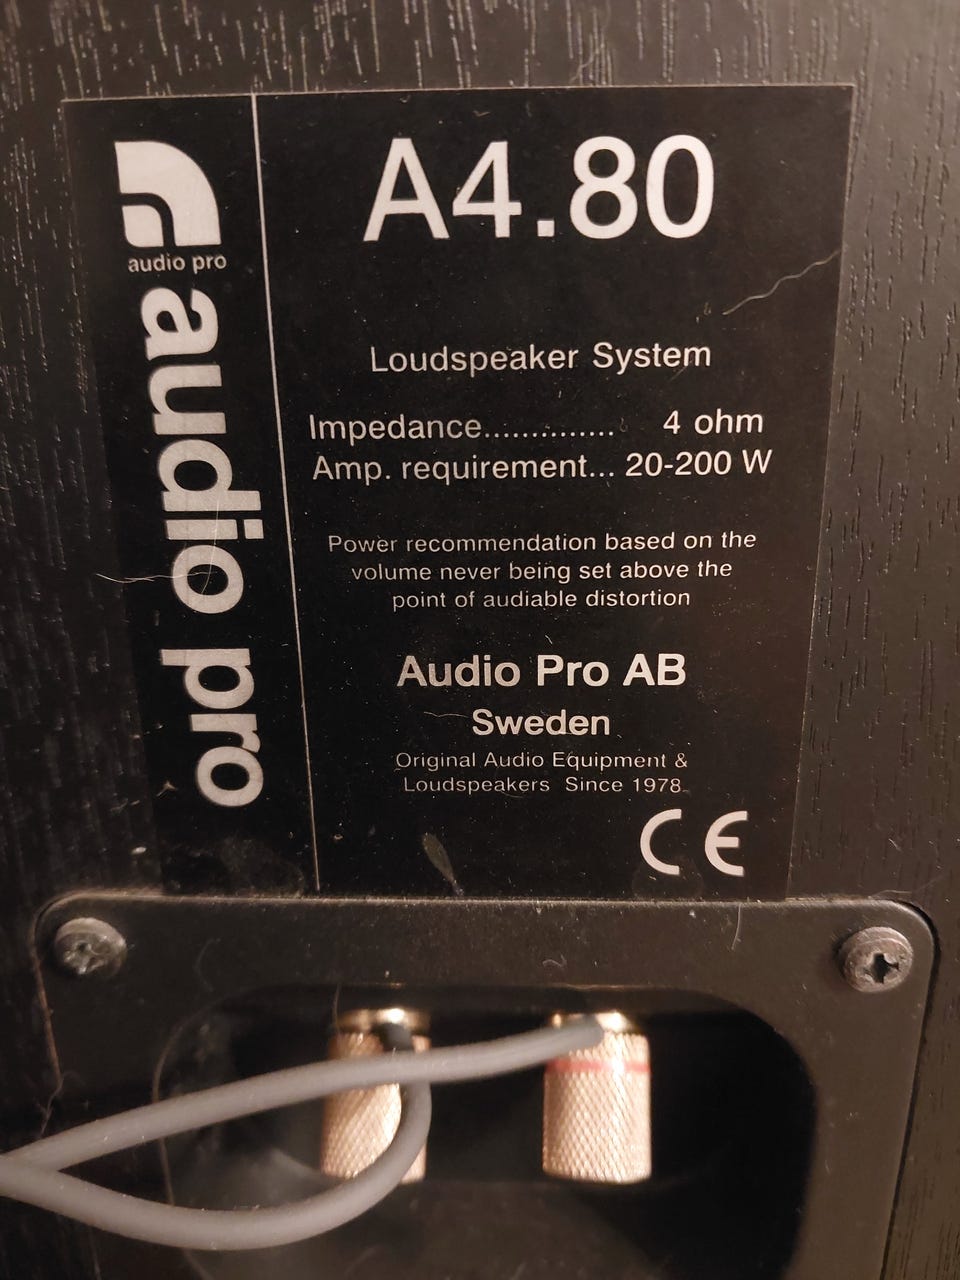 audio pro
audio pro
A4.80
Loudspeaker System
Impedance.............. 4 ohm
Amp. requirement... 20-200 W
Power recommendation based on the
volume never being set above the
point of audiable distortion
Audio Pro AB
Sweden
Original Audio Equipment &
Loudspeakers Since 1978
CE